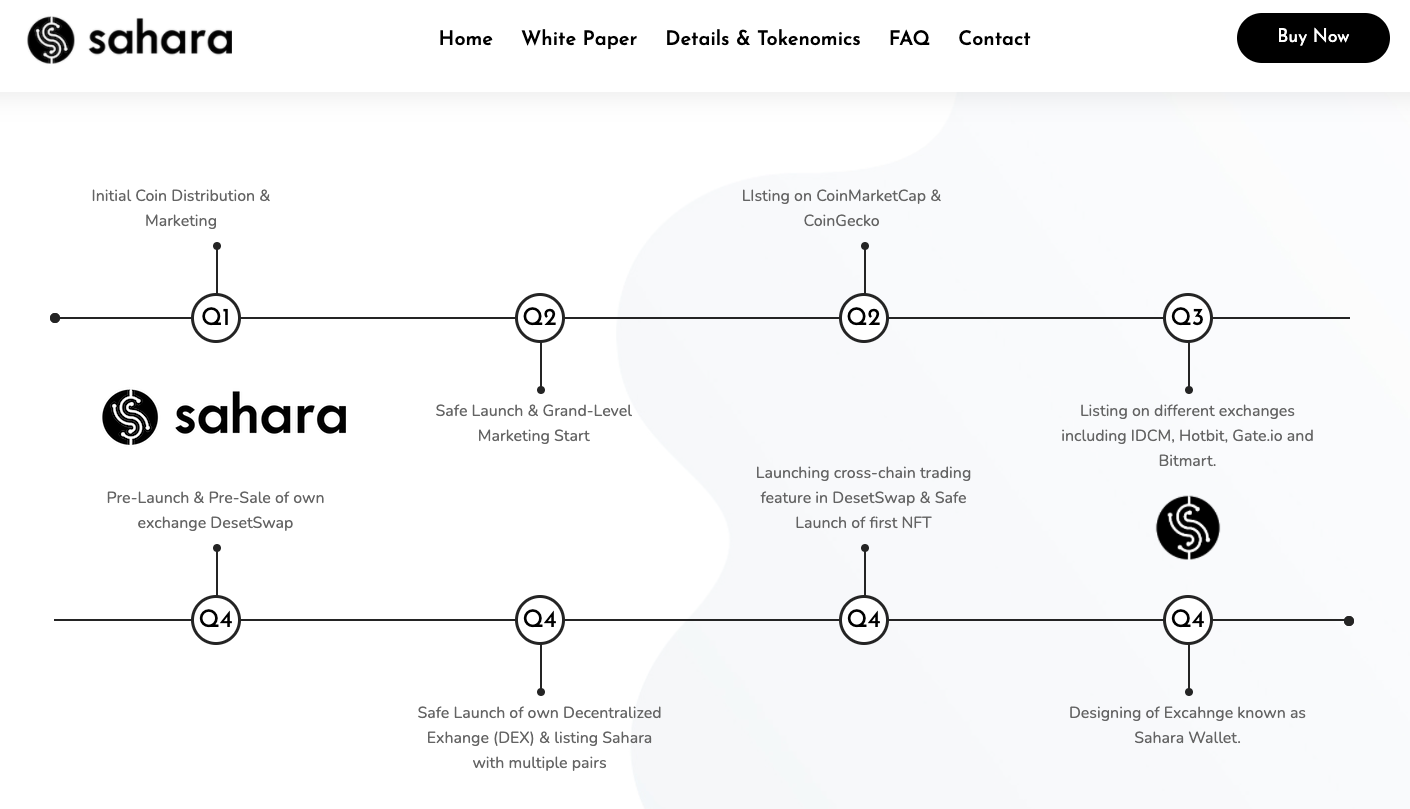 sahara
Home White Paper Details & Tokenomics FAQ Contact
Buy Now
Initial Coin Distribution &
Marketing
Q1
Q2
Safe Launch & Grand-Level
Marketing Start
LIsting on CoinMarketCap &
CoinGecko
Q2
Q3
Listing on different exchanges
including IDCM, Hotbit, Gate.io and
Bitmart.
sahara
Pre-Launch & Pre-Sale of own
exchange DesetSwap
Q4
Q4
Safe Launch of own Decentralized
Exhange (DEX) & listing Sahara
with multiple pairs
Launching cross-chain trading
feature in DesetSwap & Safe
Launch of first NFT
Q4
Q4
Designing of Excahnge known as
Sahara Wallet.